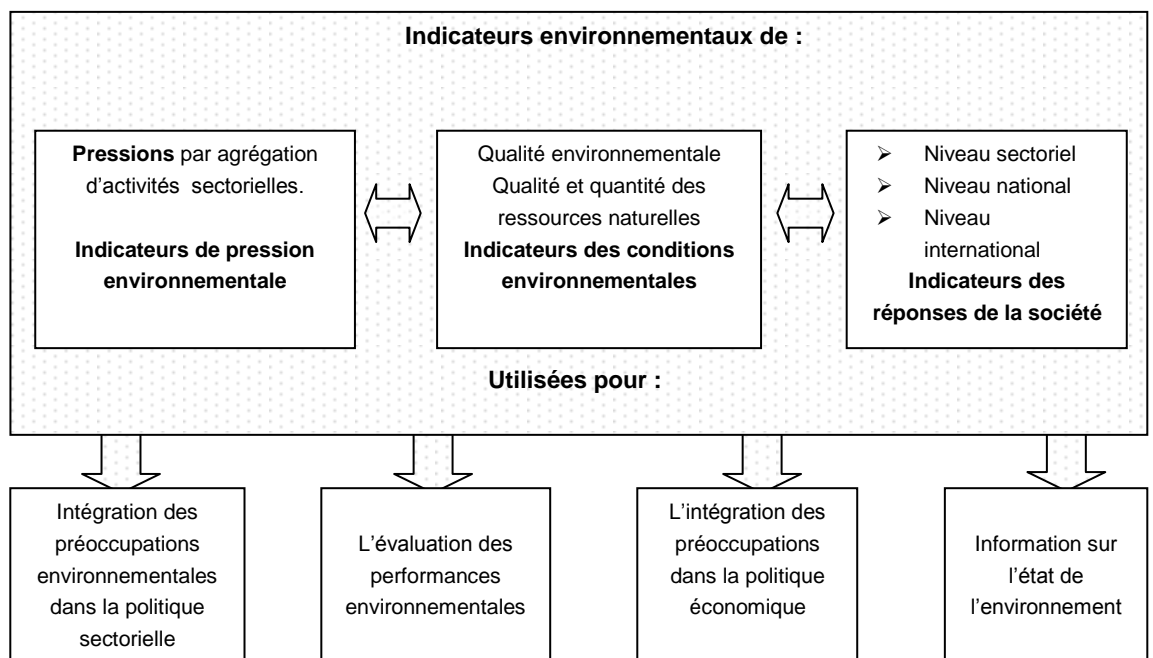 Indicateurs environnementaux de :
Pressions par agrégation
d’activités sectorielles.
Indicateurs de pression
environnementale
Qualité environnementale
Qualité et quantité des
ressources naturelles
Indicateurs des conditions
environnementales
➢ Niveau sectoriel
➢ Niveau national
➢ Niveau
international
Indicateurs des
réponses de la société
Utilisées pour :
Intégration des
préoccupations
environnementales
dans la politique
sectorielle
L’évaluation des
performances
environnementales
L’intégration des
préoccupations
dans la politique
économique
Information sur
l’état de
l’environnement